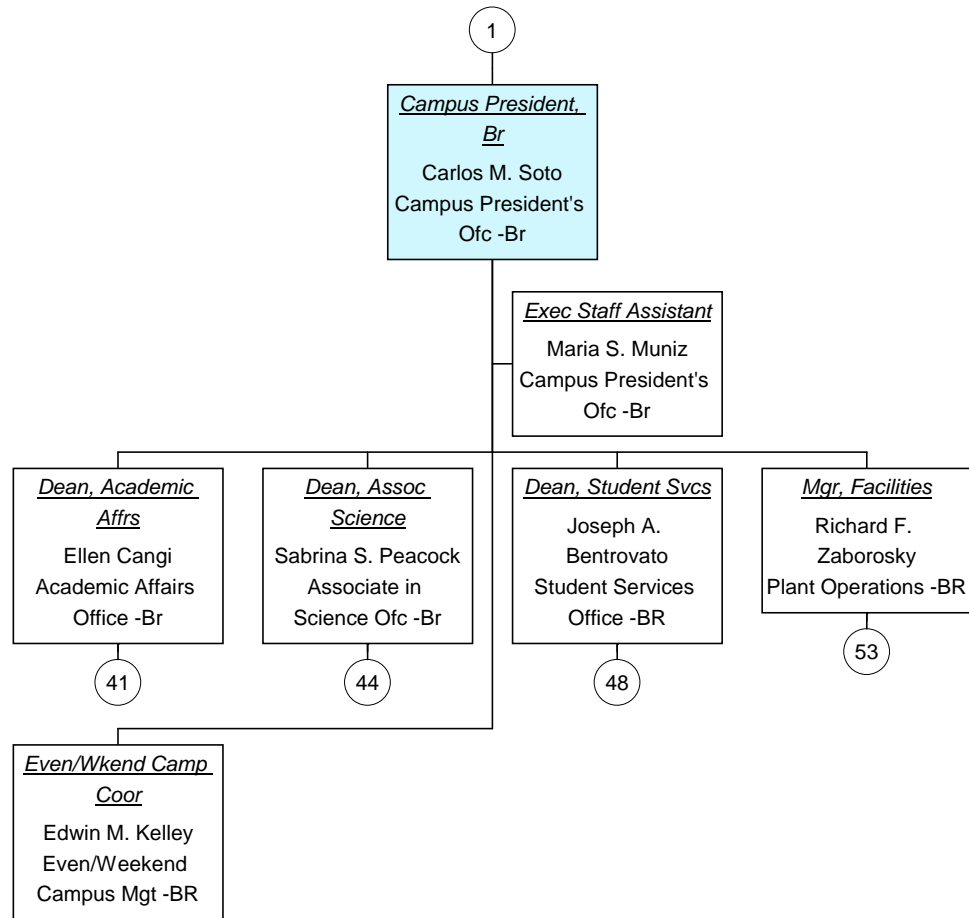 1
Campus President,
Br
Carlos M. Soto
Campus President's
Ofc -Br
Exec Staff Assistant
Maria S. Muniz
Campus President's
Ofc -Br
Dean, Academic
Affrs
Ellen Cangi
Academic Affairs
Office -Br
41
Dean, Assoc
Science
Sabrina S. Peacock
Associate in
Science Ofc -Br
44
Dean, Student Svcs
Joseph A.
Bentrovato
Student Services
Office -BR
48
Mgr, Facilities
Richard F.
Zaborosky
Plant Operations -BR
53
Even/Wkend Camp
Coor
Edwin M. Kelley
Even/Weekend
Campus Mgt -BR